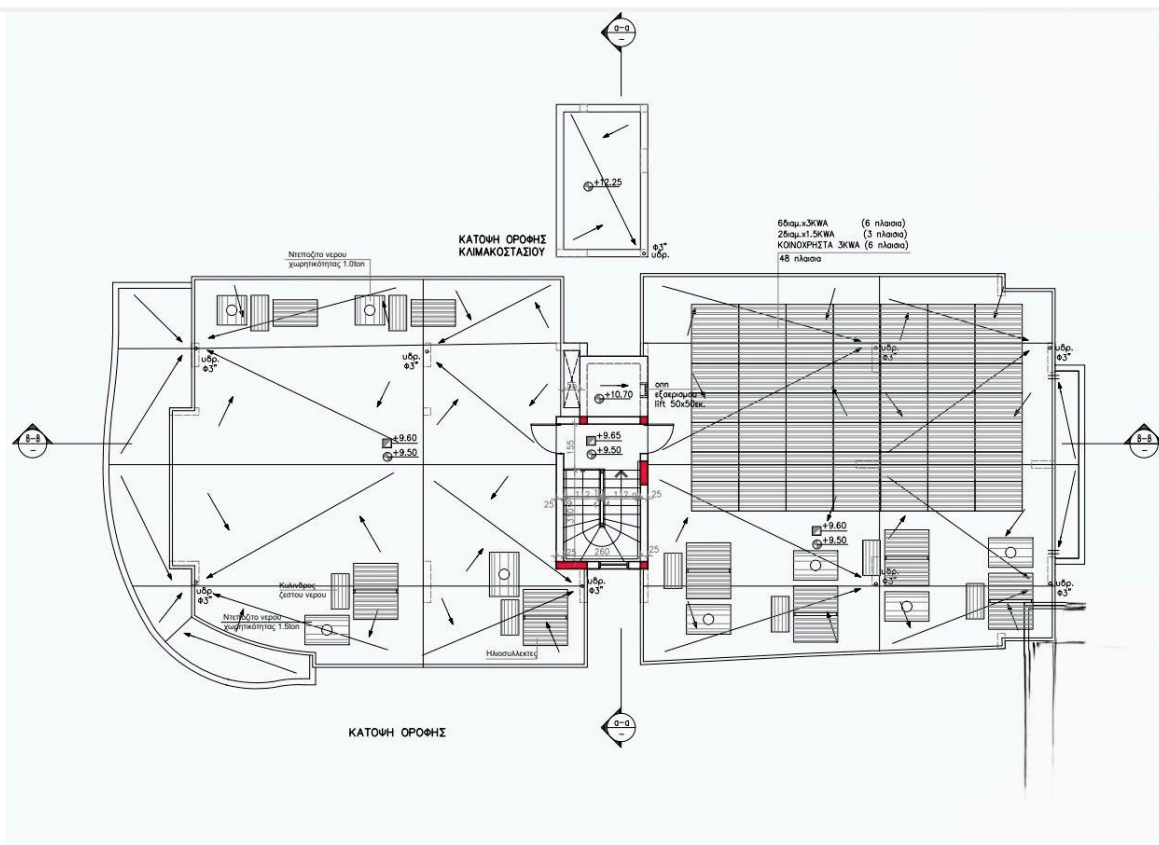 α-α
+12.25
Φ3"
υδρ.
ΚΑΤΟΨΗ ΟΡΟΦΗΣ
ΚΛΙΜΑΚΟΣΤΑΣΙΟΥ
6διαμ.x3KWA (6 πλαισια)
2διαμ.x1.5KWA (3 πλαισια)
ΚΟΙΝΟΧΡΗΣΤΑ 3KWA (6 πλαισια)
48 πλαισια
Ντεποζιτο νερου
χωρητικότητας 1.0ton
υδρ.
Φ3"
υδρ.
Φ3"
υδρ.
Φ3"
υδρ.
Φ3"
+10.70
οπη
εξαερισμου
lift 50x50εκ.
β-β
+9.60
+9.50
+9.65
+9.50
β-β
155
25
25
+9.60
+9.50
25
260
25
υδρ.
Φ3"
Κυλινδρος
ζεστου νερου
υδρ.
Φ3"
υδρ.
Φ3"
υδρ.
Φ3"
Ντεποζιτο νερου
χωρητικότητας 1.5ton
Ηλιοσυλλεκτες
α-α
ΚΑΤΟΨΗ ΟΡΟΦΗΣ